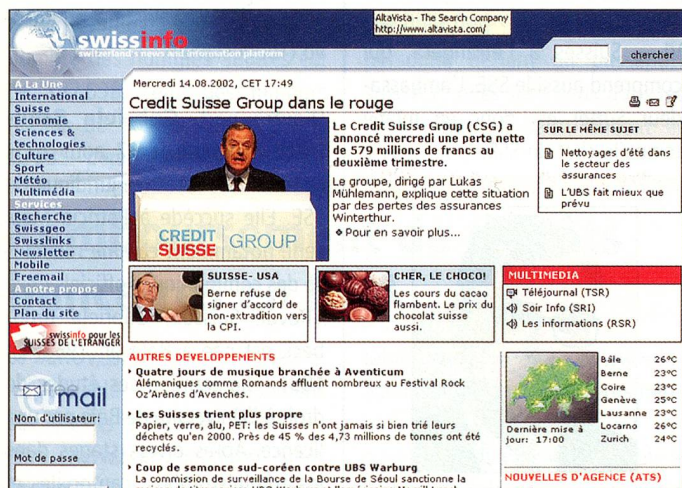 AltaVista - The Search Company
http://www.altavista.com/
swissinfo
switzerland's news and information platform
chercher
A La Une
International
Suisse
Economie
Sciences &
technologies
Culture
Sport
Météo
Multimédia
Services
Recherche
Swissgeo
Swisslinks
Newsletter
Mobile
Freemail
A notre propos
Contact
Plan du site
swissinfo pour les
SUISSES DE L'ETRANGER
free
@mail
Nom d'utilisateur:
Mot de passe
Mercredi 14.08.2002, CET 17:49
Credit Suisse Group dans le rouge
CREDIT
SUISSE
GROUP
Le Credit Suisse Group (CSG) a
annoncé mercredi une perte nette
de 579 millions de francs au
deuxième trimestre.
Le groupe, dirigé par Lukas
Mühlemann, explique cette situation
par des pertes des assurances
Winterthur.
Pour en savoir plus...
SUR LE MÊME SUJET
Nettoyages d'été dans
le secteur des
assurances
L'UBS fait mieux que
prévu
SUISSE- USA
Berne refuse de
signer d'accord de
non-extradition vers
la CPI.
CHER, LE CHOCO!
Les cours du cacao
flambent. Le prix du
chocolat suisse
aussi.
MULTIMEDIA
Téléjournal (TSR)
Soir Info (SRI)
Les informations (RSR)
AUTRES DEVELOPPEMENTS
Quatre jours de musique branchée à Aventicum
Alémaniques comme Romands affluent nombreux au Festival Rock
Oz'Arènes d'Avenches.
Les Suisses trient plus propre
Papier, verre, alu, PET: les Suisses n'ont jamais si bien trié leurs
déchets qu'en 2000. Près de 45 % des 4,73 millions de tonnes ont été
recyclés.
Coup de semonce sud-coréen contre UBS Warburg
La commission de surveillance de la Bourse de Séoul sanctionne la
Dernière mise à
jour: 17:00
Bâle 26°C
Berne 23°C
Coire 23°C
Genève 25°C
Lausanne 23°C
Locarno 26°C
Zurich 24°C
NOUVELLES D'AGENCE (ATS)